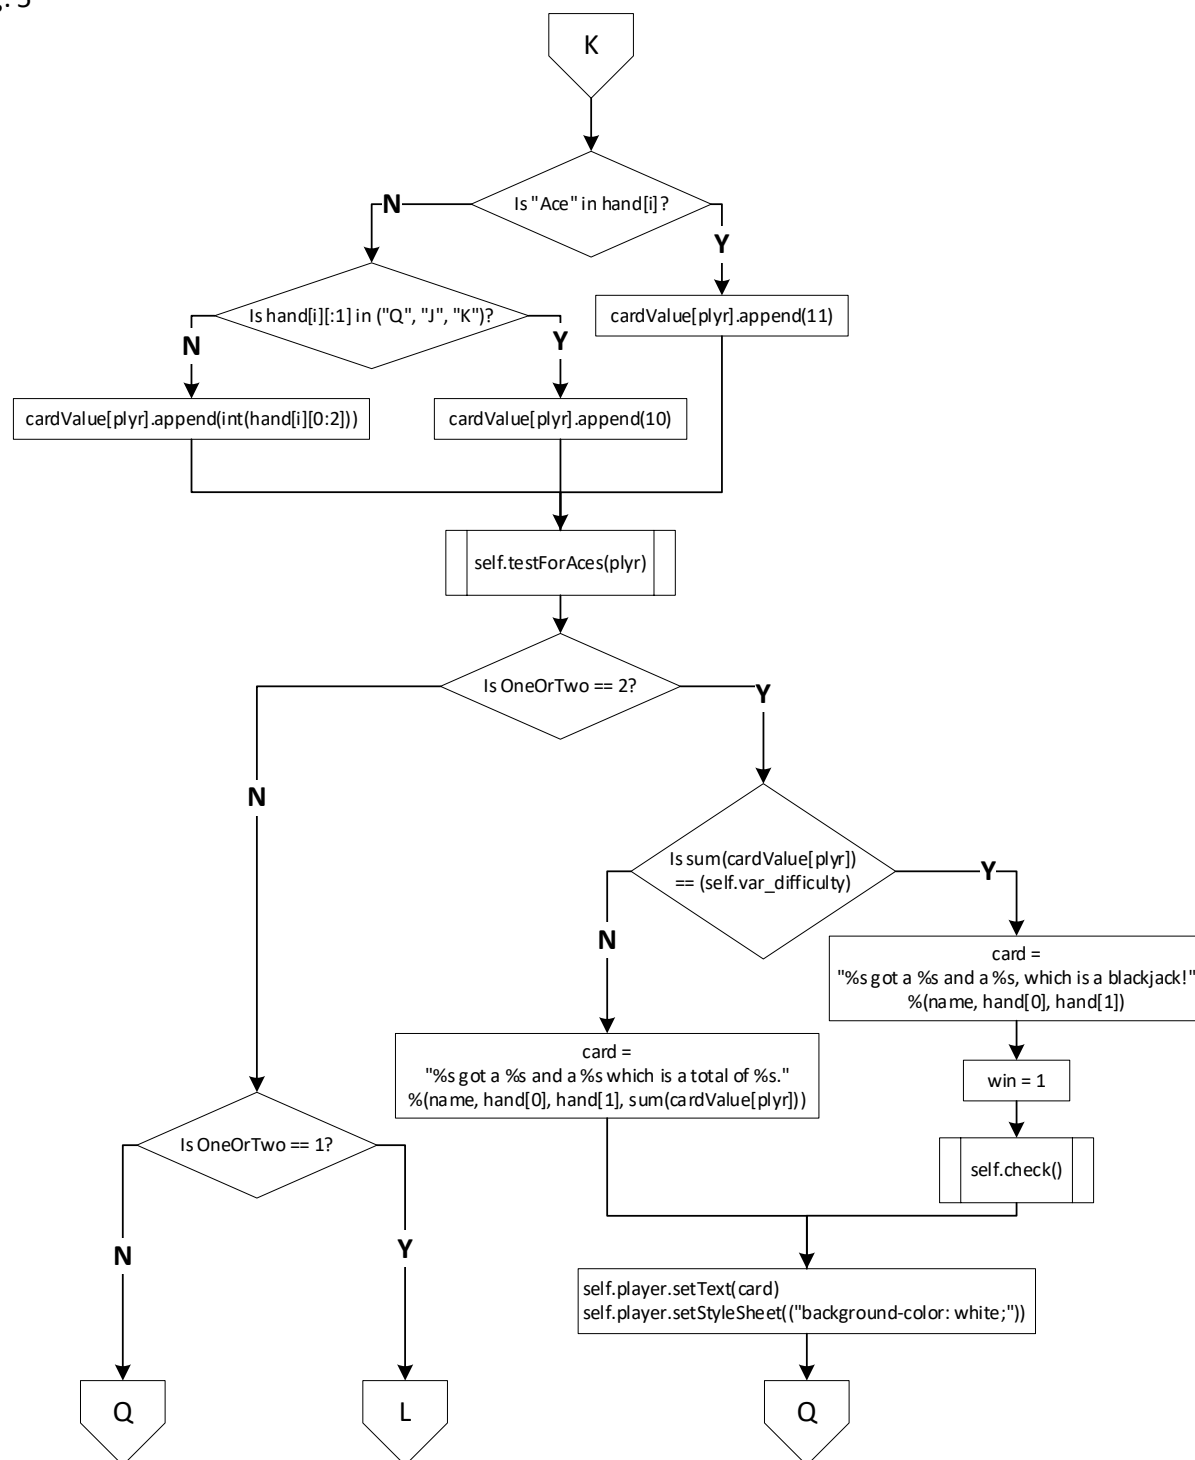 K
Is "Ace" in hand[i]?
N
Y
Is hand[i][:1] in ("Q", "J", "K")?
cardValue[plyr].append(11)
N
Y
cardValue[plyr].append(int(hand[i][0:2]))
cardValue[plyr].append(10)
self.testForAces(plyr)
Is OneOrTwo == 2?
Y
N
Is sum(cardValue[plyr])
== (self.var_difficulty)
Y
N
card =
"%s got a %s and a %s, which is a blackjack!"
%(name, hand[0], hand[1])
card =
"%s got a %s and a %s which is a total of %s."
%(name, hand[0], hand[1], sum(cardValue[plyr]))
win = 1
Is OneOrTwo == 1?
self.check()
N
Y
self.player.setText(card)
self.player.setStyleSheet(("background-color: white;"))
Q
L
Q